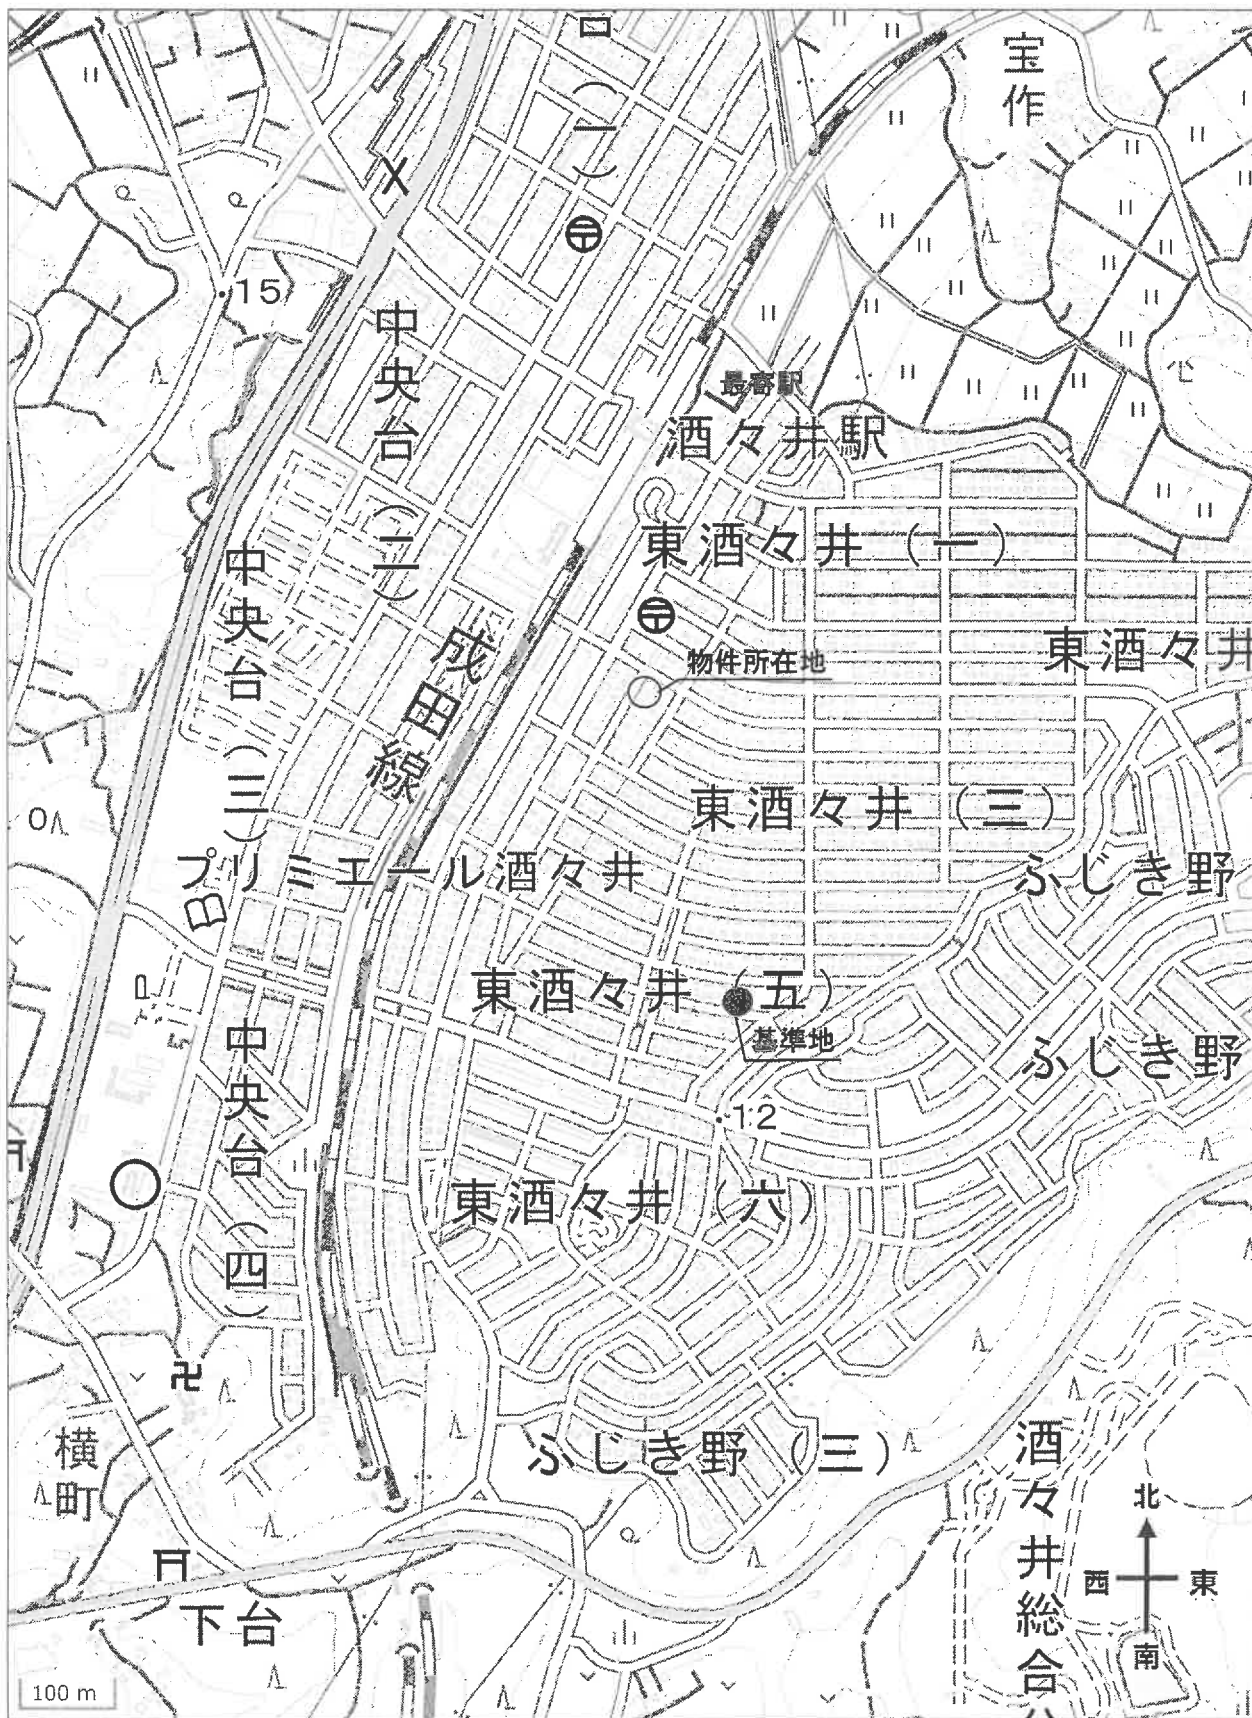 宝作
(一)
15
中央台(二)
最寄駅
酒々井駅
東酒々井(一)
中央台(三)
成田線
物件所在地
東酒々井
東酒々井(三)
プリミエール酒々井
ふじき野
東酒々井(五)
基準地
中央台(四)
ふじき野
12
東酒々井(六)
ふじき野(三)
横町
酒々井総合
北
西
東
南
下台
100 m